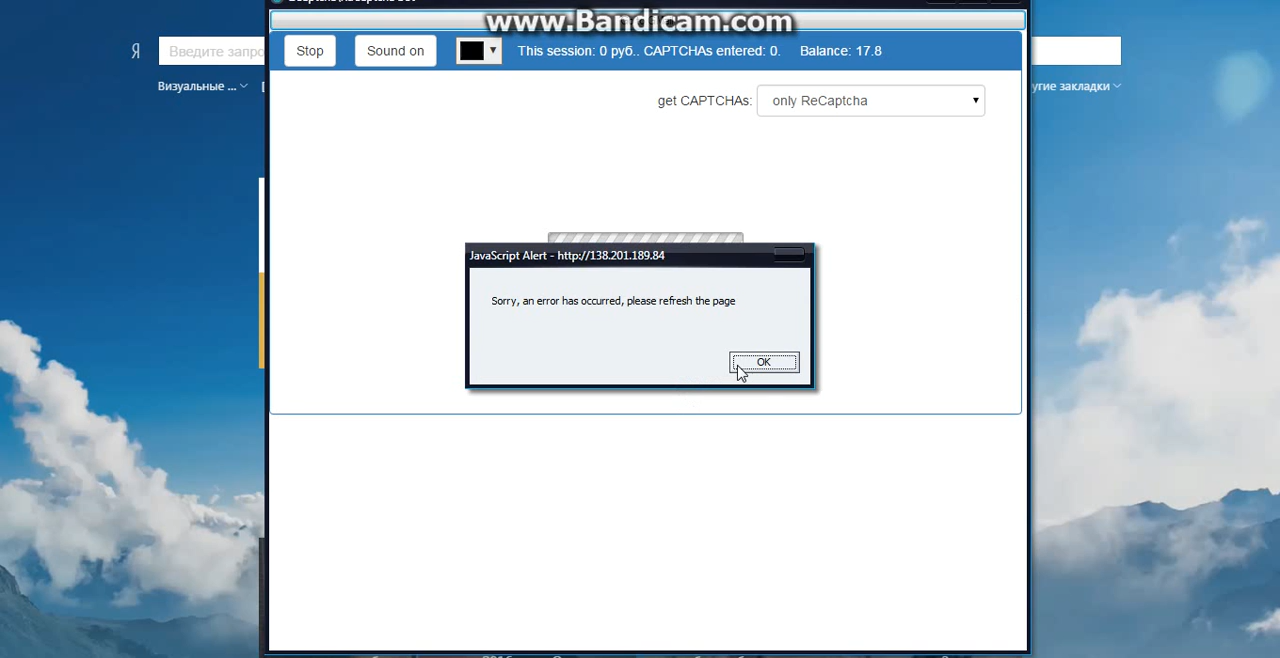 www.Bandicam.com
Я
Введите запро
Stop
Sound on
This session: 0 руб.. CAPTCHAs entered: 0.
Balance: 17.8
Визуальные ...
угие закладки
get CAPTCHAs:
only ReCaptcha
JavaScript Alert - http://138.201.189.84
Sorry, an error has occurred, please refresh the page
OK